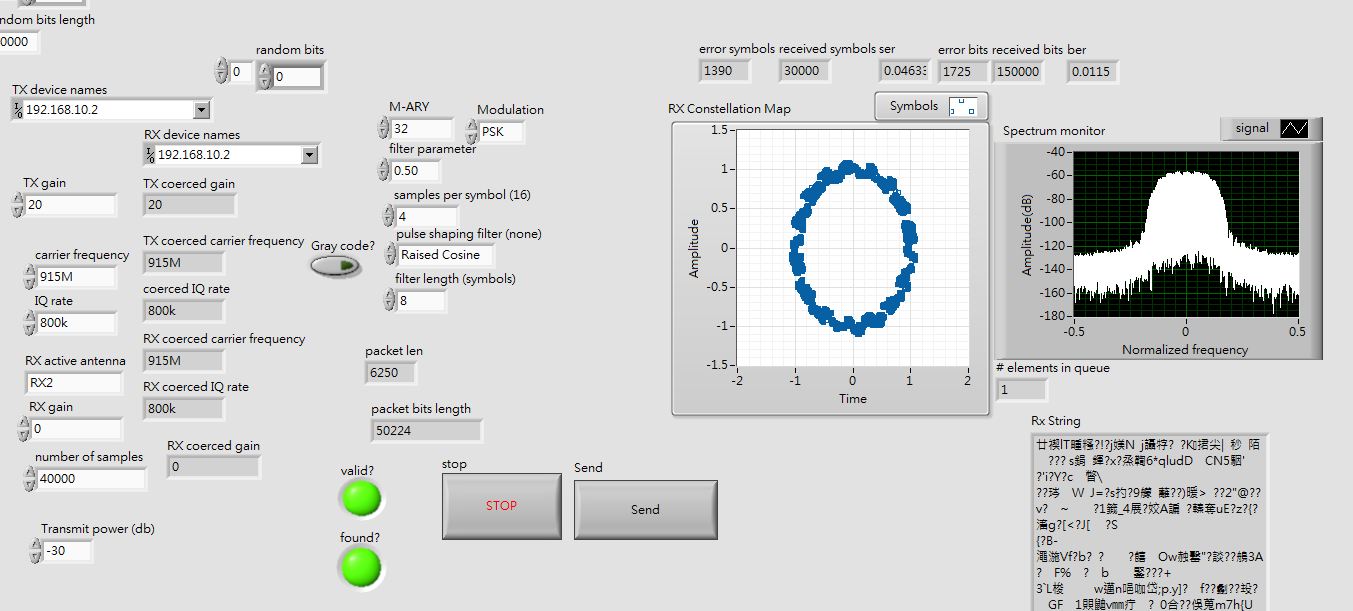 ndom bits length
0000
random bits
0
0
TX device names
192.168.10.2
RX device names
192.168.10.2
TX gain
20
TX coerced gain
20
carrier frequency
915M
TX coerced carrier frequency
915M
IQ rate
800k
coerced IQ rate
800k
RX coerced carrier frequency
915M
RX active antenna
RX2
RX coerced IQ rate
800k
RX gain
0
RX coerced gain
0
number of samples
40000
Transmit power (db)
-30
M-ARY
32
Modulation
PSK
filter parameter
0.50
samples per symbol (16)
4
pulse shaping filter (none)
Raised Cosine
filter length (symbols)
8
Gray code?
packet len
6250
packet bits length
50224
valid?
found?
stop
STOP
Send
Send
error symbols received symbols ser
1390 30000 0.0463
error bits received bits ber
1725 150000 0.0115
RX Constellation Map
Symbols
Amplitude
1.5
1
0.5
0
-0.5
-1
-1.5
-2 -1 0 1 2
Time
Spectrum monitor
signal
Amplitude(dB)
-40
-60
-80
-100
-120
-140
-160
-180
-0.5 0 0.5
Normalized frequency
# elements in queue
1
Rx String